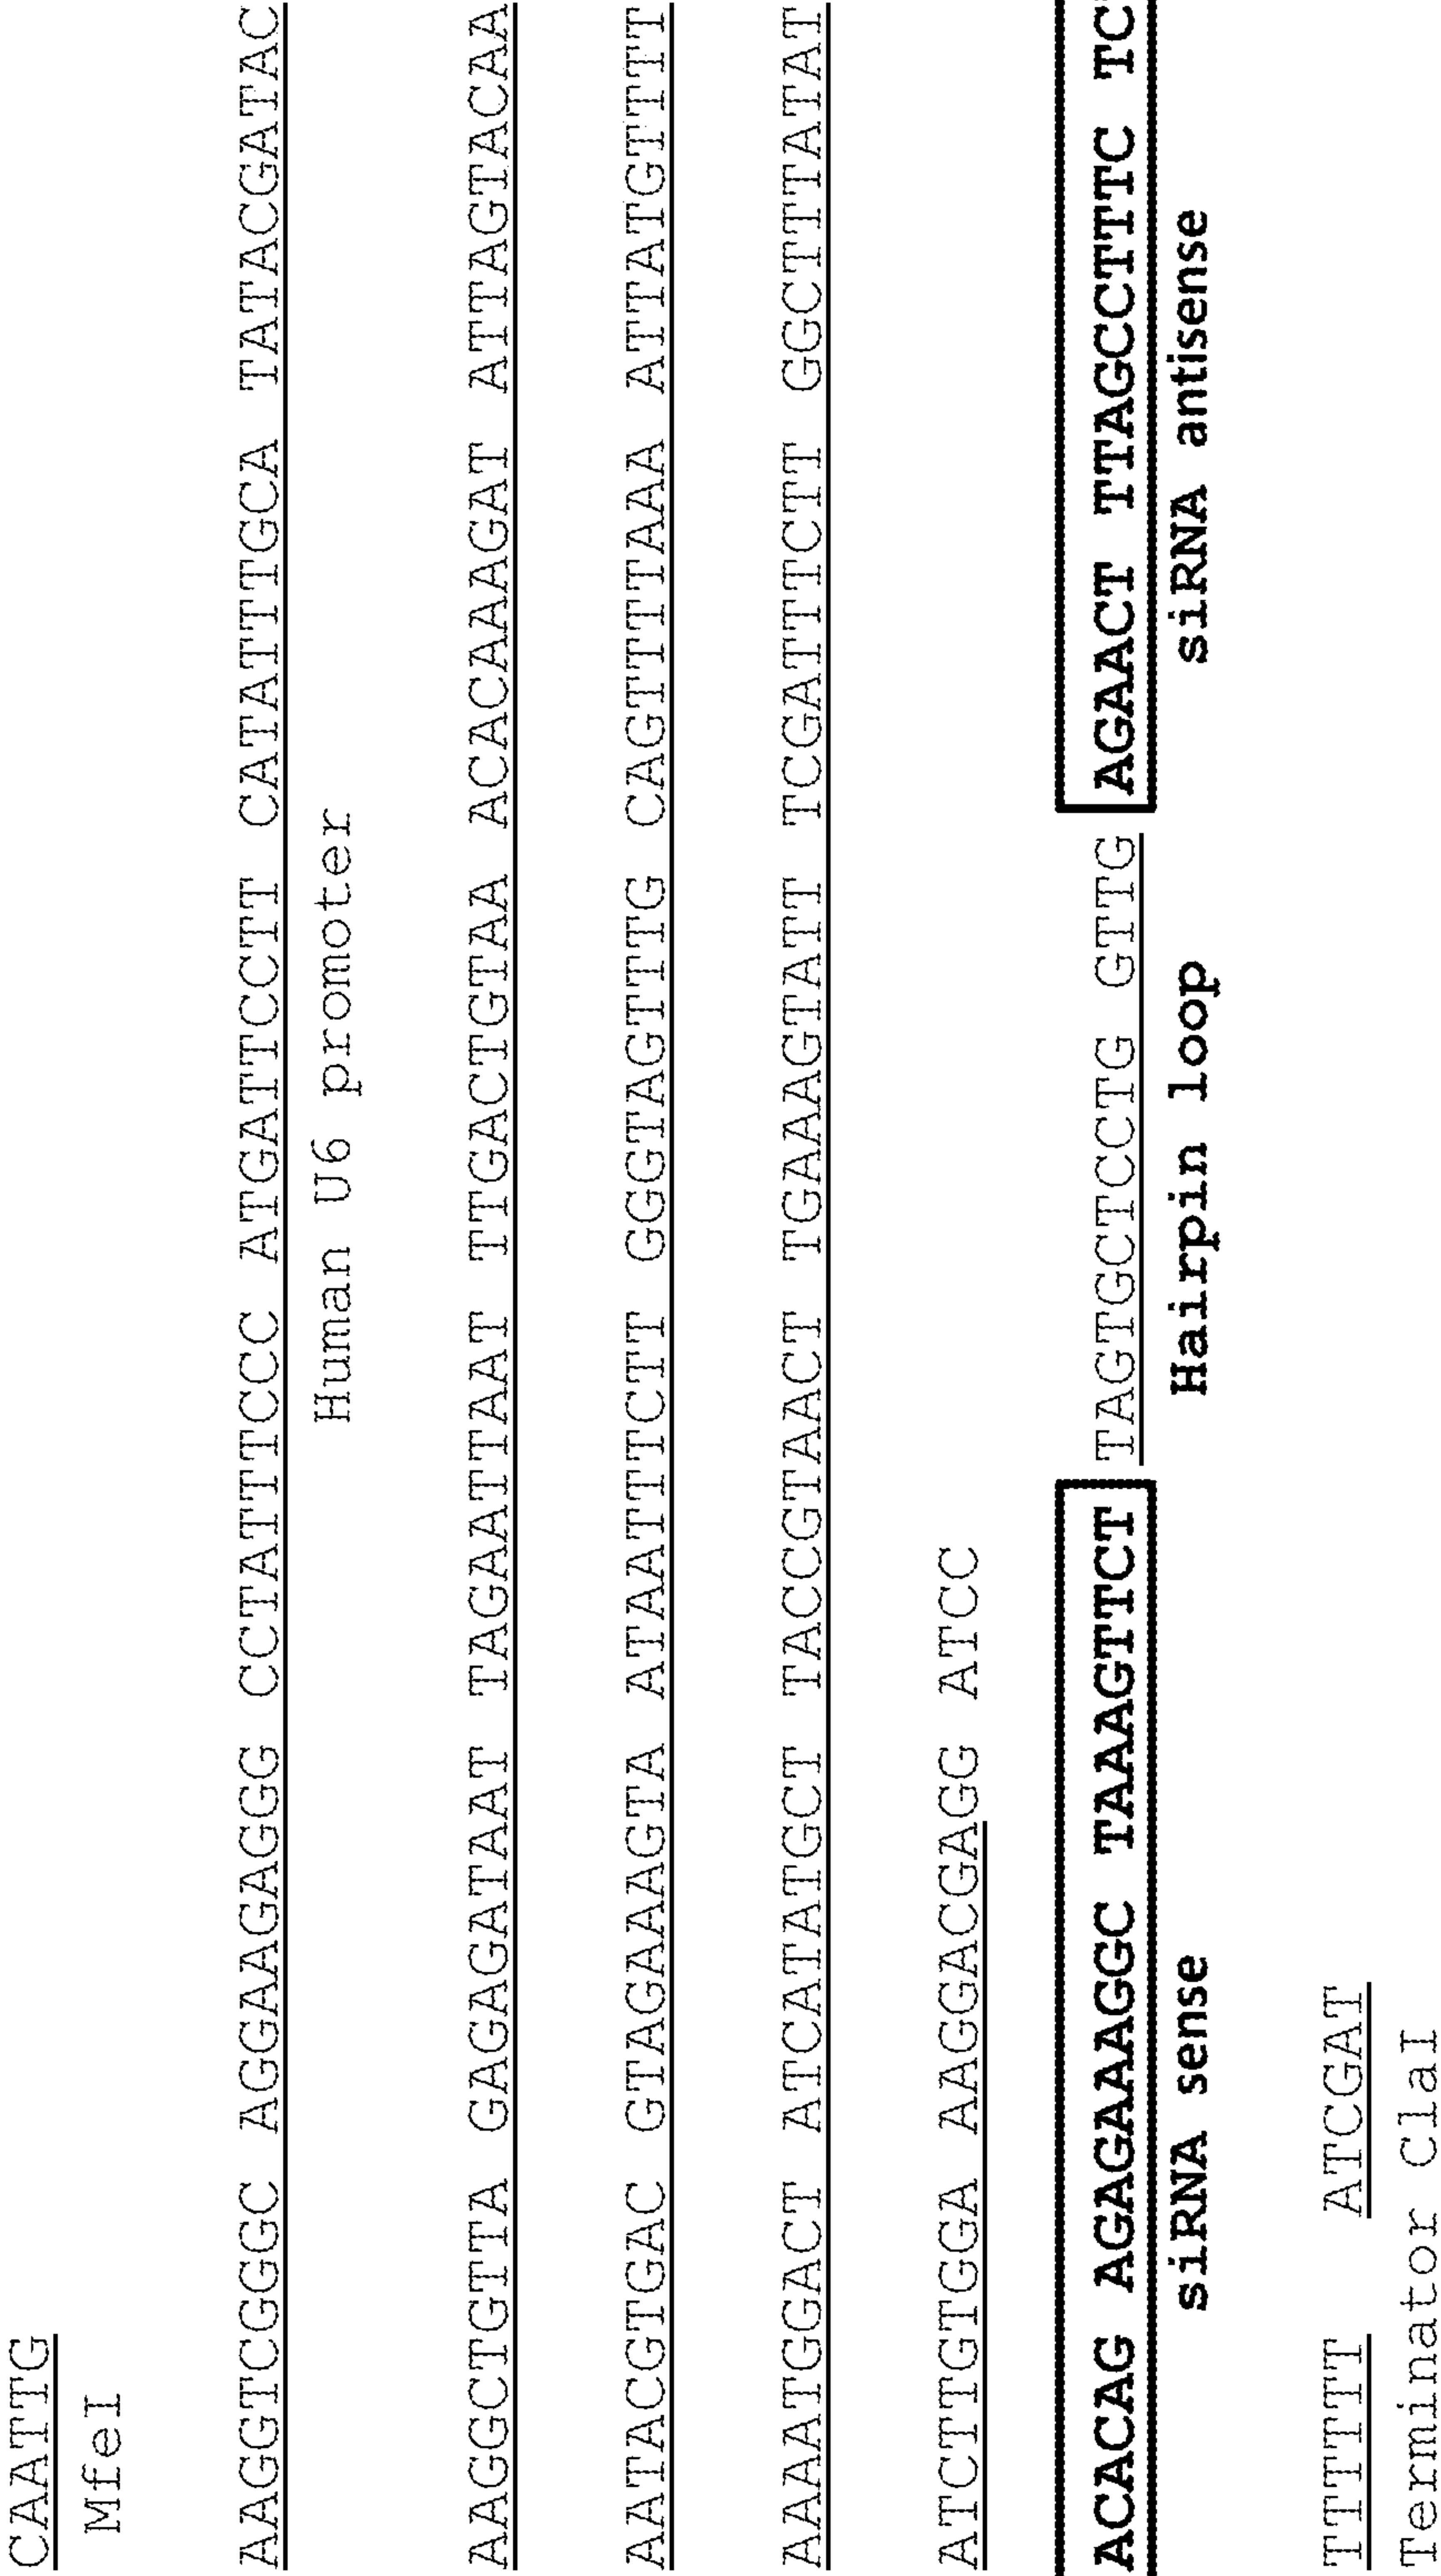 CAATTG
MfeI
AAGGTCGGGC AGGAAGAGGG CCTATTTCCC ATGATTCCTT CATATTTGCA TATACGATAC
Human U6 promoter
AAGGCTGTTA GAGAGATAAT TAGAATTAAT TTGACTGTAA ACACAAAGAT ATTAGTACAA
AATACGTGAC GTAGAAAGTA ATAATTTCTT GGGTAGTTTG CAGTTTTAAA ATTATGTTTT
AAAATGGACT ATCATATGCT TACCGTAACT TGAAAGTATT TCGATTTCTT GGCTTTATAT
ATCTTGTGGA AAGGACGAGG ATCC
ACACAG AGAGAAAGGC TAAAGTTCT TAGTGCTCCTG GTTG AGAACT TTAGCCTTTC TC
siRNA sense Hairpin loop siRNA antisense
TTTTTT ATCGAT
Terminator ClaI